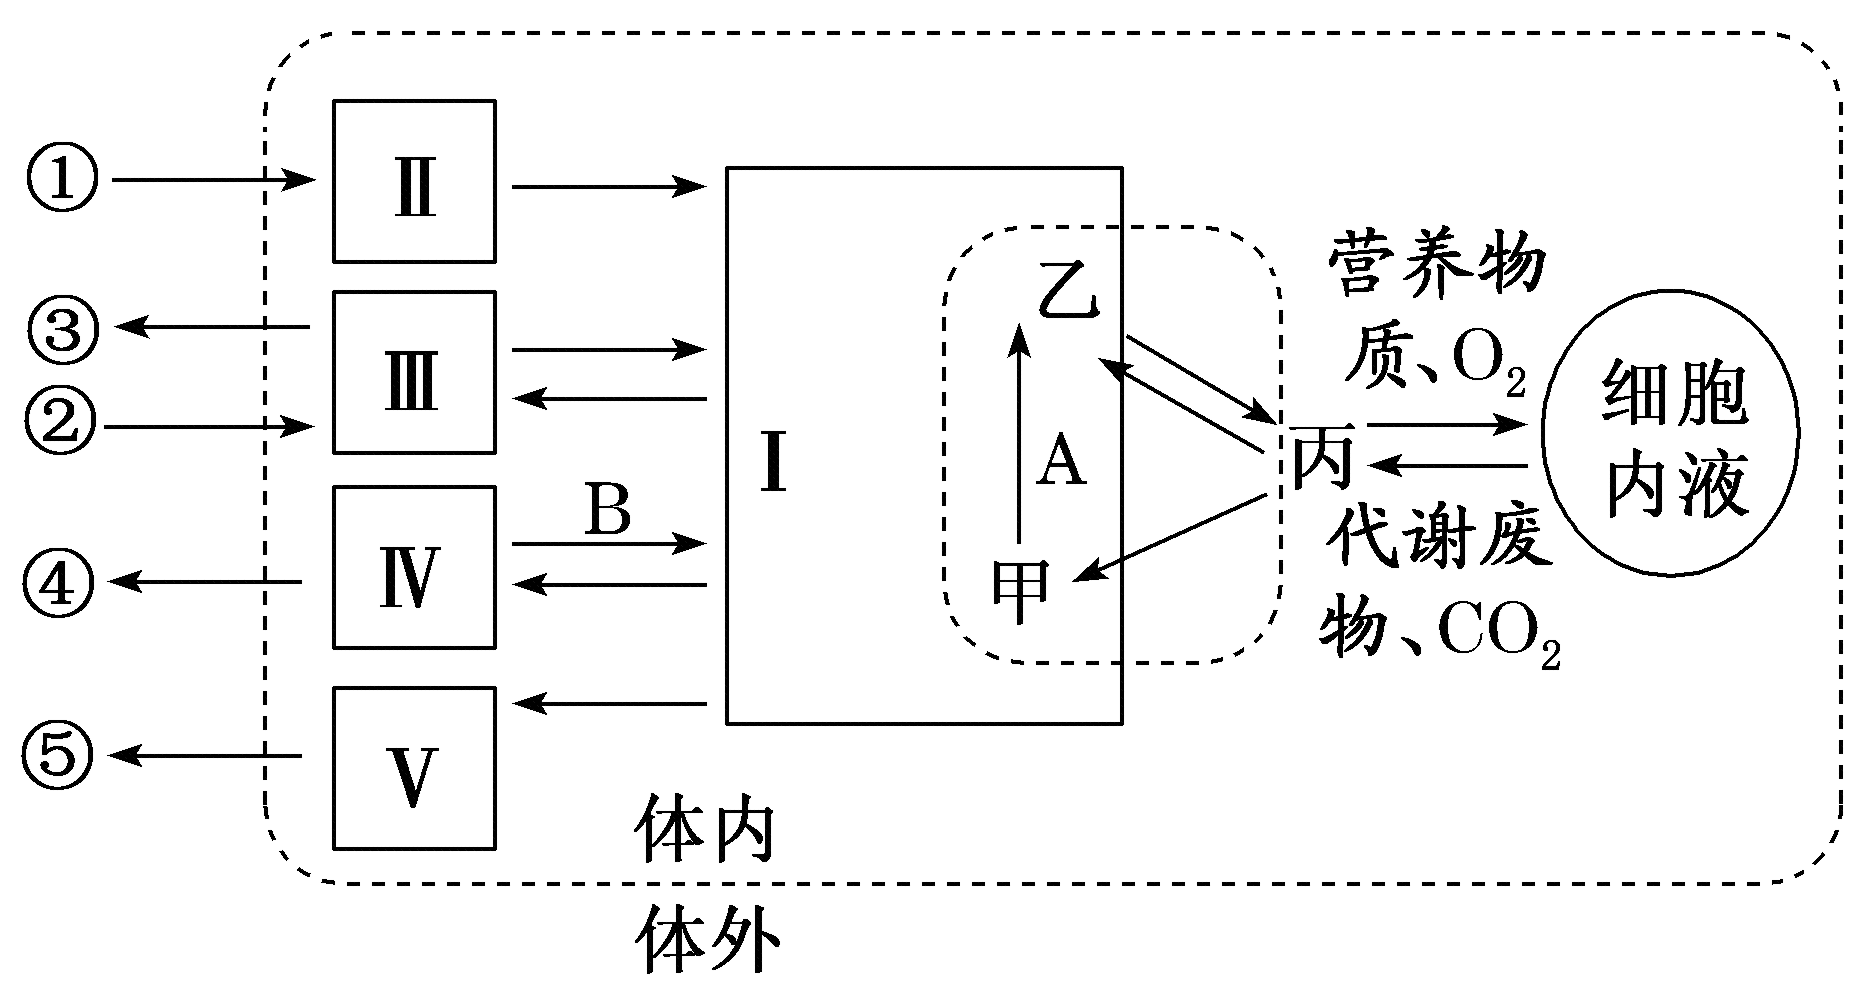 ①
Ⅱ
③
②
Ⅲ
④
Ⅳ
B
⑤
Ⅴ
Ⅰ
乙
A
甲
丙
营养物
质、O₂
代谢废
物、CO₂
细胞
内液
体内
体外